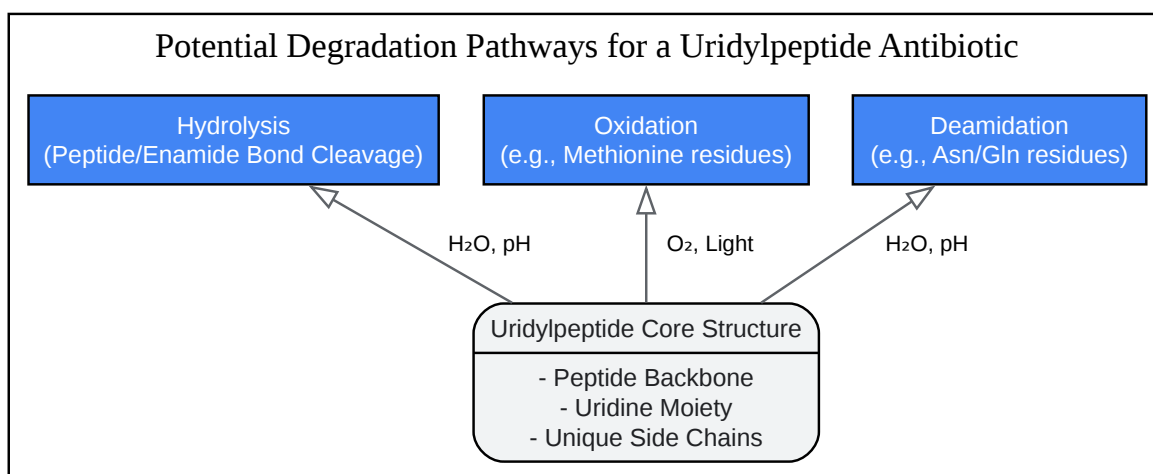 Potential Degradation Pathways for a Uridylpeptide Antibiotic
Hydrolysis
(Peptide/Enamide Bond Cleavage)
Oxidation
(e.g., Methionine residues)
Deamidation
(e.g., Asn/Gln residues)
H₂O, pH
O₂, Light
H₂O, pH
Uridylpeptide Core Structure
- Peptide Backbone
- Uridine Moiety
- Unique Side Chains